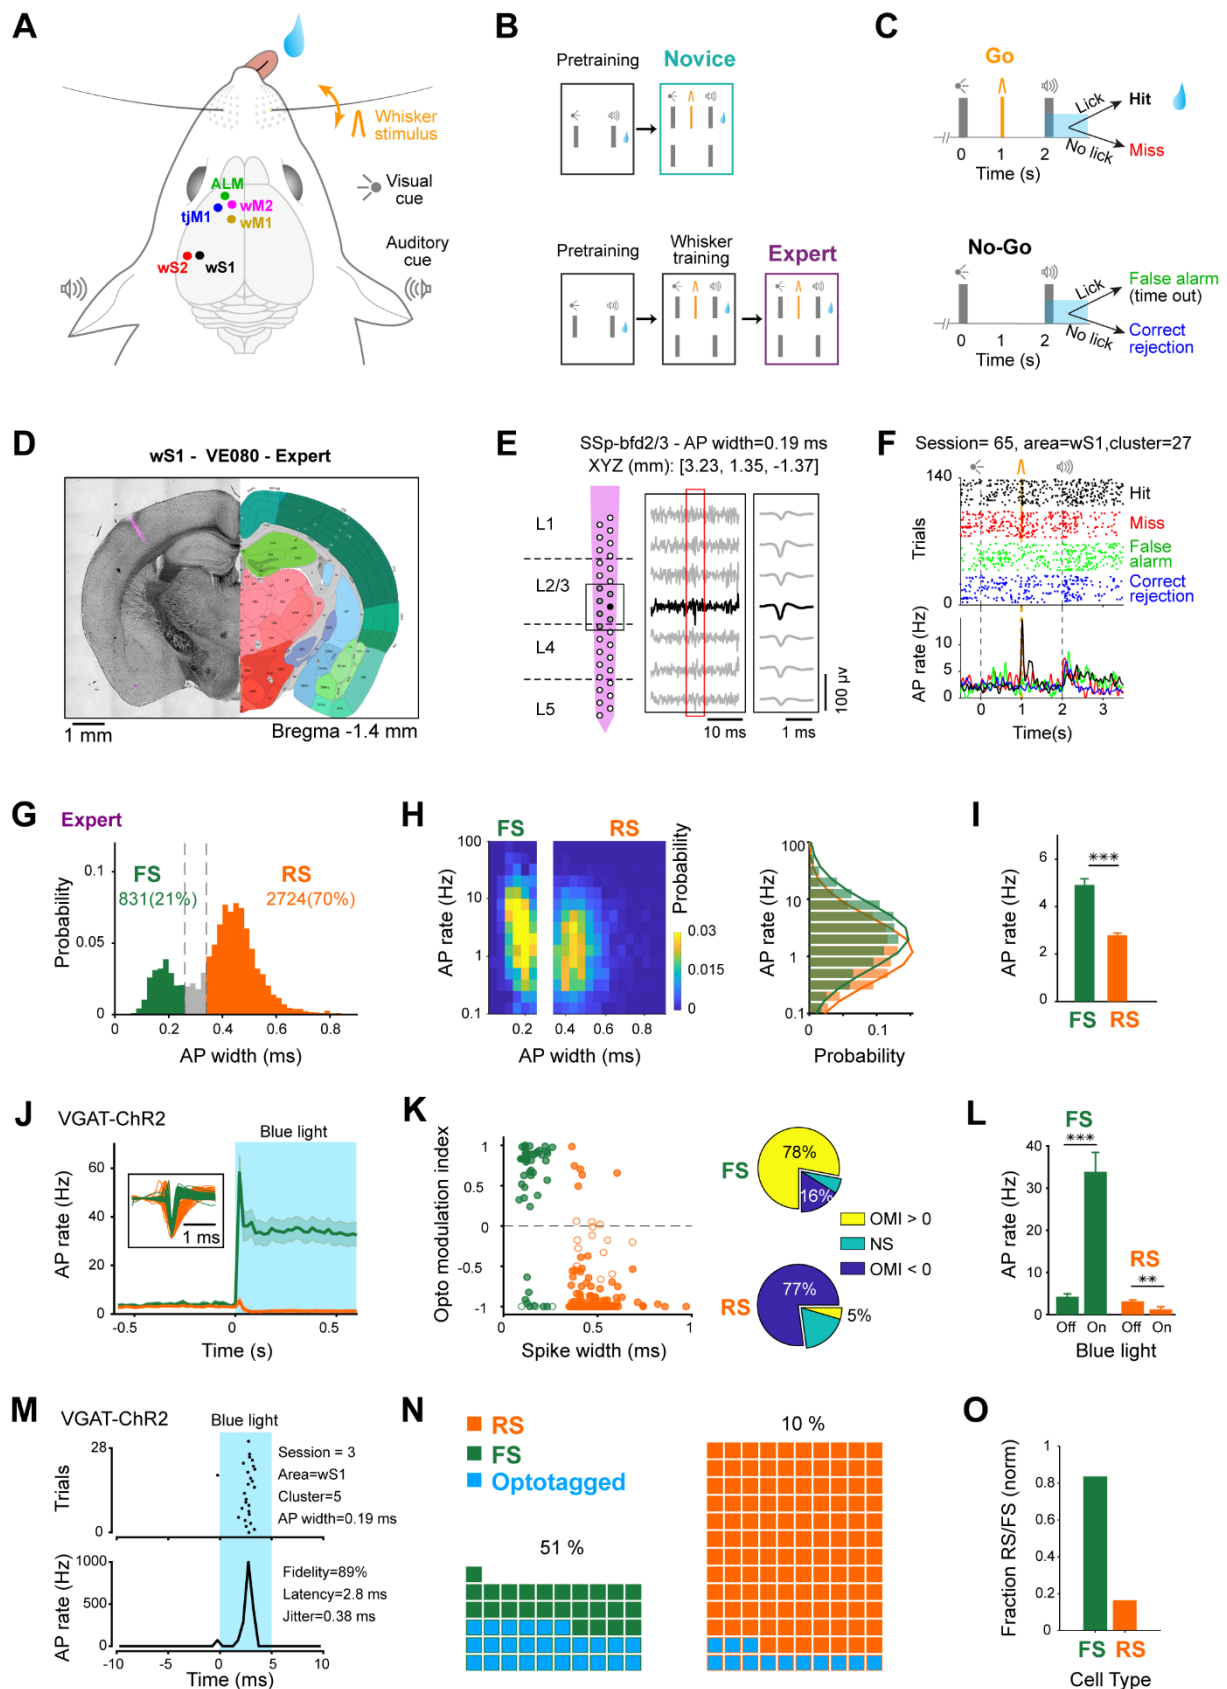 A
Whisker
stimulus
Visual
cue
Auditory
cue
ALM
wM2
tjM1
wM1
wS2
wS1
B
Pretraining
Novice
Pretraining
Whisker
training
Expert
C
Go
Lick
Hit
No lick
Miss
0 1 2
Time (s)
No-Go
Lick
False alarm
(time out)
No lick
Correct
rejection
0 1 2
Time (s)
D
wS1 - VE080 - Expert
1 mm
Bregma -1.4 mm
E
SSp-bfd2/3 - AP width=0.19 ms
XYZ (mm): [3.23, 1.35, -1.37]
L1
L2/3
L4
L5
10 ms
1 ms
100 µv
F
Session= 65, area=wS1,cluster=27
140
Trials
0
Hit
Miss
False
alarm
Correct
rejection
AP rate (Hz)
15
5
0
0 1 2 3
Time(s)
G
Expert
FS
831(21%)
RS
2724(70%)
Probability
0.1
0.05
0
0 0.2 0.4 0.6 0.8
AP width (ms)
H
FS
RS
AP rate (Hz)
100
10
1
0.1
0.2 0.4 0.6 0.8
AP width (ms)
Probability
0.03
0.015
0
AP rate (Hz)
100
10
1
0.1
0 0.1
Probability
I
AP rate (Hz)
6
4
2
0
***
FS RS
J
VGAT-ChR2
Blue light
AP rate (Hz)
60
40
20
0
1 ms
-0.5 0 0.5
Time (s)
K
Opto modulation index
1
0.5
0
-0.5
-1
0 0.5 1
Spike width (ms)
FS
78%
16%
OMI > 0
NS
OMI < 0
RS
77%
5%
L
FS
***
RS
**
AP rate (Hz)
40
30
20
10
0
Off On Off On
Blue light
M
VGAT-ChR2
Blue light
28
Trials
0
Session = 3
Area=wS1
Cluster=5
AP width=0.19 ms
AP rate (Hz)
1000
500
0
Fidelity=89%
Latency=2.8 ms
Jitter=0.38 ms
-10 -5 0 5 10
Time (ms)
N
RS
FS
Optotagged
51 %
10 %
O
Fraction RS/FS (norm)
1
0.8
0.6
0.4
0.2
0
FS RS
Cell Type